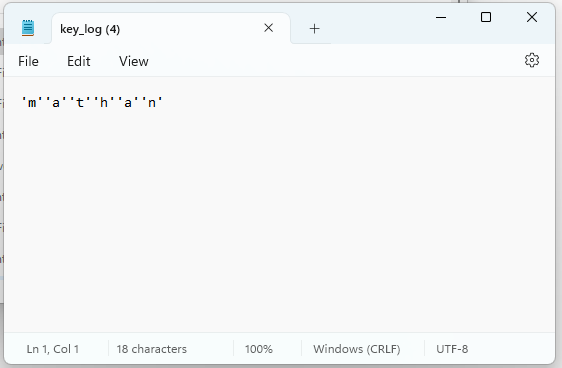 key_log (4)
File Edit View
'm''a''t''h''a''n'
Ln 1, Col 1 18 characters 100% Windows (CRLF) UTF-8